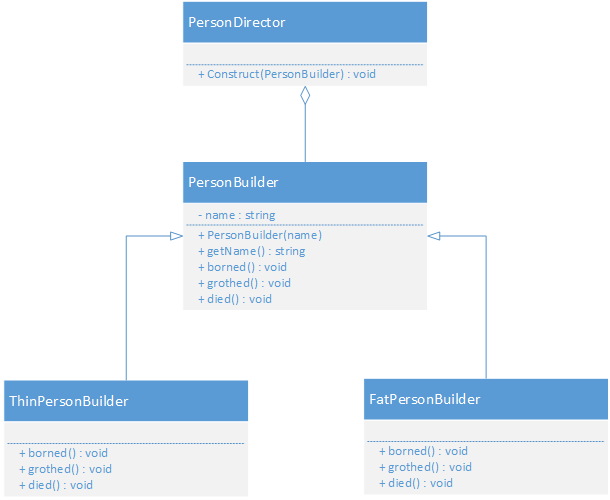 PersonDirector
+ Construct(PersonBuilder) : void
PersonBuilder
- name : string
+ PersonBuilder(name)
+ getName() : string
+ borned() : void
+ grothed() : void
+ died() : void
ThinPersonBuilder
+ borned() : void
+ grothed() : void
+ died() : void
FatPersonBuilder
+ borned() : void
+ grothed() : void
+ died() : void